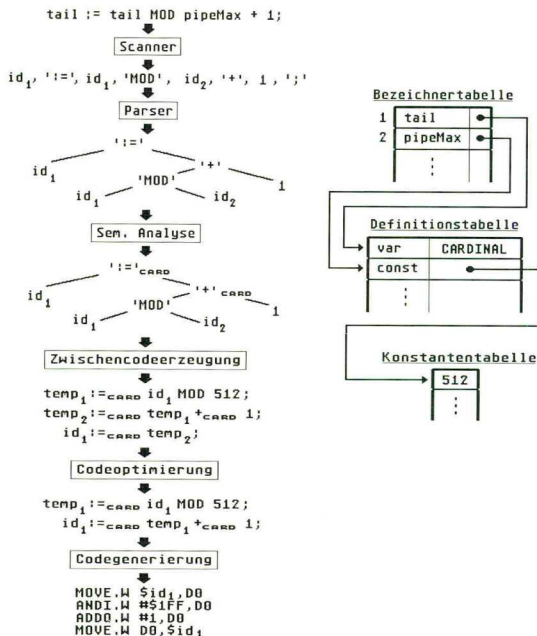 tail := tail MOD pipeMax + 1;
Scanner
id₁, ':=', id₁, 'MOD', id₂, '+', 1, ';'
Parser
':='
id₁ '+'
'MOD' 1
id₁ id₂
Sem. Analyse
':='CARD
id₁ '+'CARD
'MOD' 1
id₁ id₂
Zwischencodeerzeugung
temp₁:=CARD id₁ MOD 512;
temp₂:=CARD temp₁+CARD 1;
id₁:=CARD temp₂;
Codeoptimierung
temp₁:=CARD id₁ MOD 512;
id₁:=CARD temp₁+CARD 1;
Codegenerierung
MOVE.W $id₁,D0
ANDI.W #$1FF,D0
ADDQ.W #1,D0
MOVE.W D0,$id₁
Bezeichnertabelle
1 tail
2 pipeMax
Definitionstabelle
var CARDINAL
const
Konstantentabelle
512